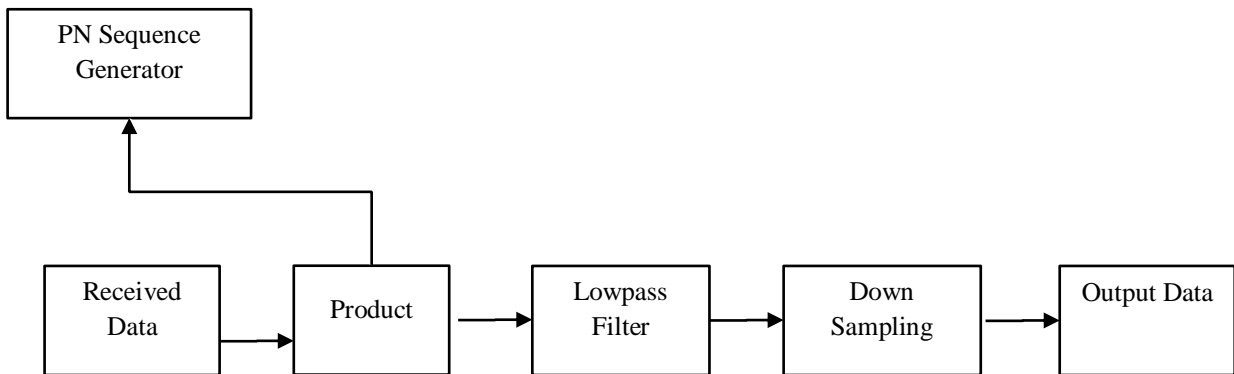 PN Sequence
Generator
Received
Data
Product
Lowpass
Filter
Down
Sampling
Output Data